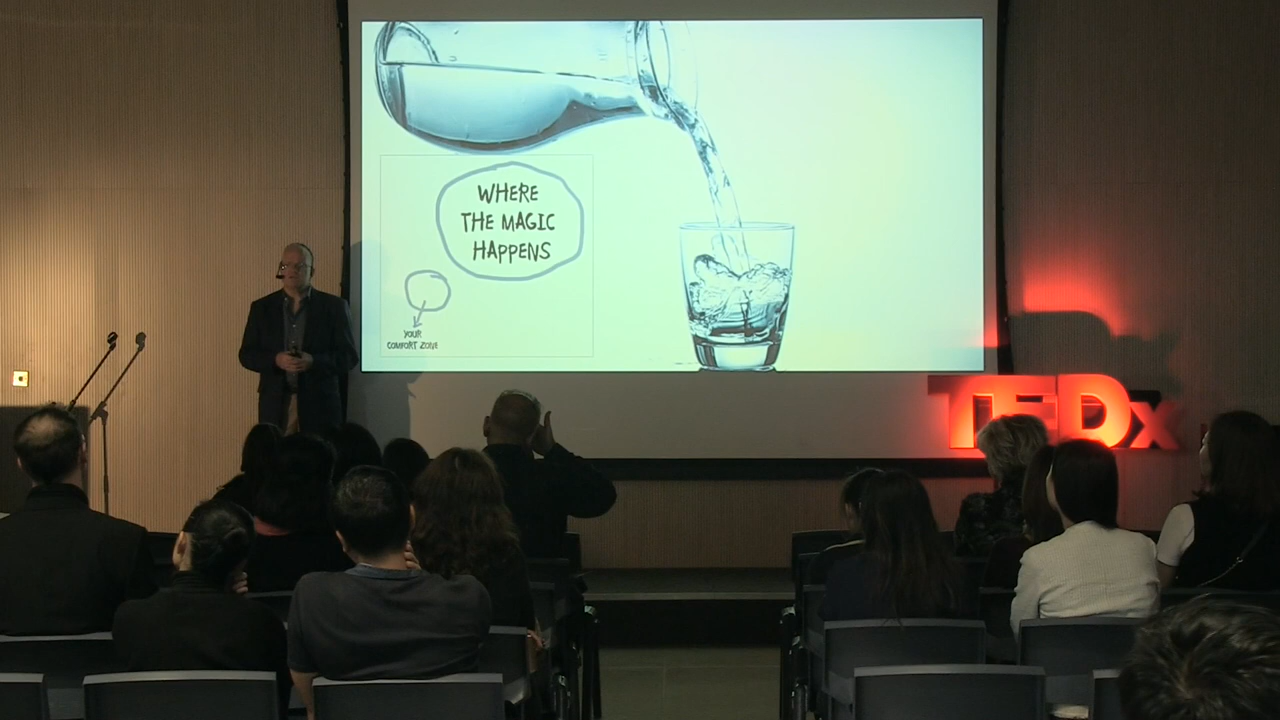 WHERE
THE MAGIC
HAPPENS
YOUR
COMFORT ZONE
TEDx